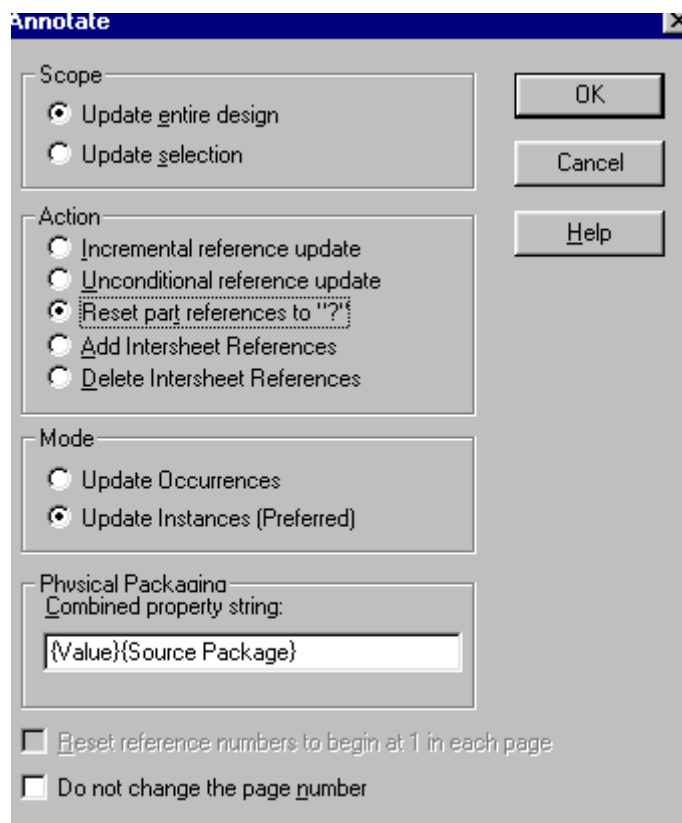 Annotate
Scope
Update entire design
Update selection
OK
Cancel
Help
Action
Incremental reference update
Unconditional reference update
Reset part references to "?"
Add Intersheet References
Delete Intersheet References
Mode
Update Occurrences
Update Instances (Preferred)
Physical Packaging
Combined property string:
{Value}{Source Package}
Reset reference numbers to begin at 1 in each page
Do not change the page number